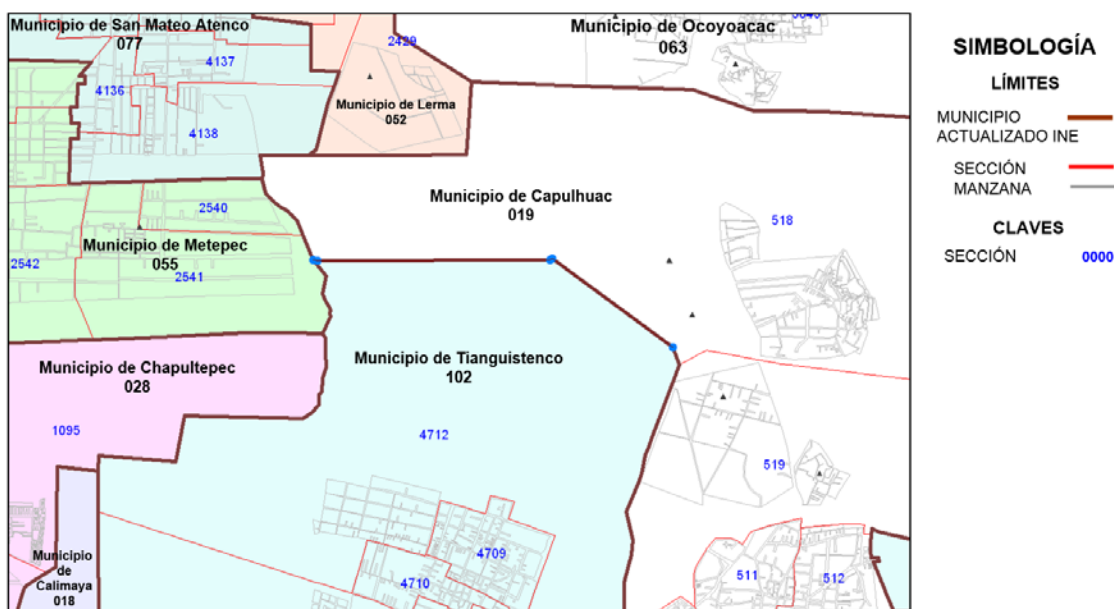 Municipio de San Mateo Atenco
077
4137
4136
4138
2429
Municipio de Lerma
052
Municipio de Ocoyoacac
063
Municipio de Capulhuac
019
518
2540
Municipio de Metepec
055
2542
2541
Municipio de Chapultepec
028
Municipio de Tianguistenco
102
1095
4712
519
Municipio
de
Calimaya
018
4709
4710
511
512
SIMBOLOGÍA
LÍMITES
MUNICIPIO
ACTUALIZADO INE
SECCIÓN
MANZANA
CLAVES
SECCIÓN
0000